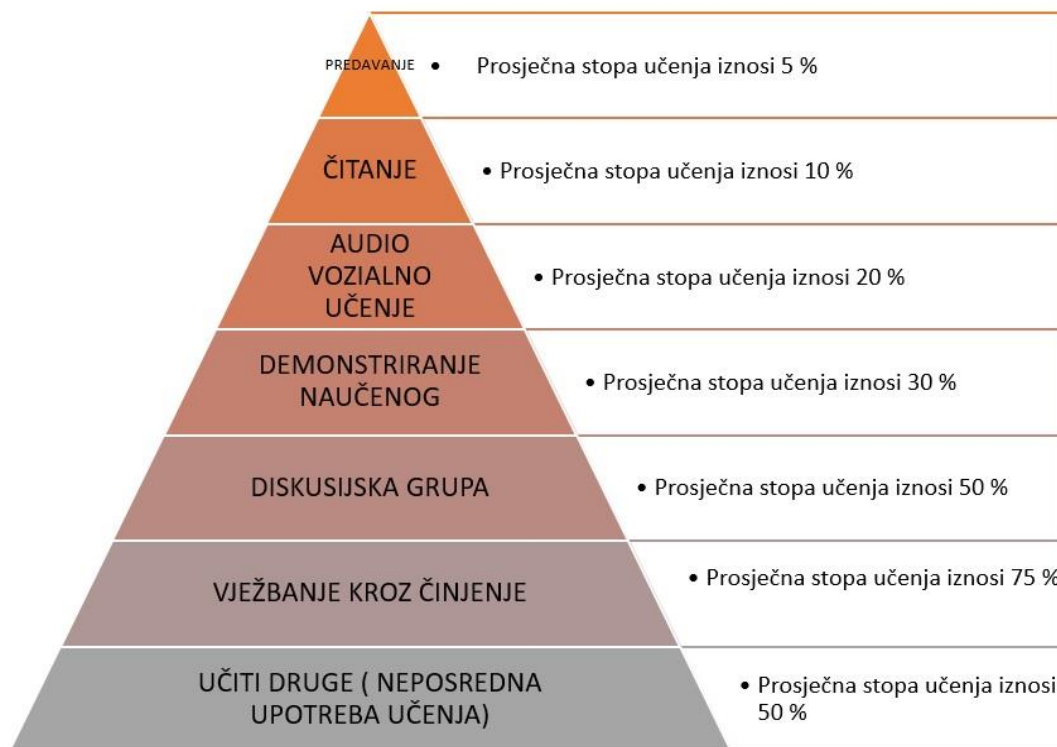 PREDAVANJE • Prosječna stopa učenja iznosi 5 %
ČITANJE
• Prosječna stopa učenja iznosi 10 %
AUDIO
VOZIALNO
UČENJE
• Prosječna stopa učenja iznosi 20 %
DEMONSTRIRANJE
NAUČENOG
• Prosječna stopa učenja iznosi 30 %
DISKUSIJSKA GRUPA
• Prosječna stopa učenja iznosi 50 %
VJEŽBANJE KROZ ČINJENJE
• Prosječna stopa učenja iznosi 75 %
UČITI DRUGE ( NEPOSREDNA
UPOTREBA UČENJA)
• Prosječna stopa učenja iznosi
50 %